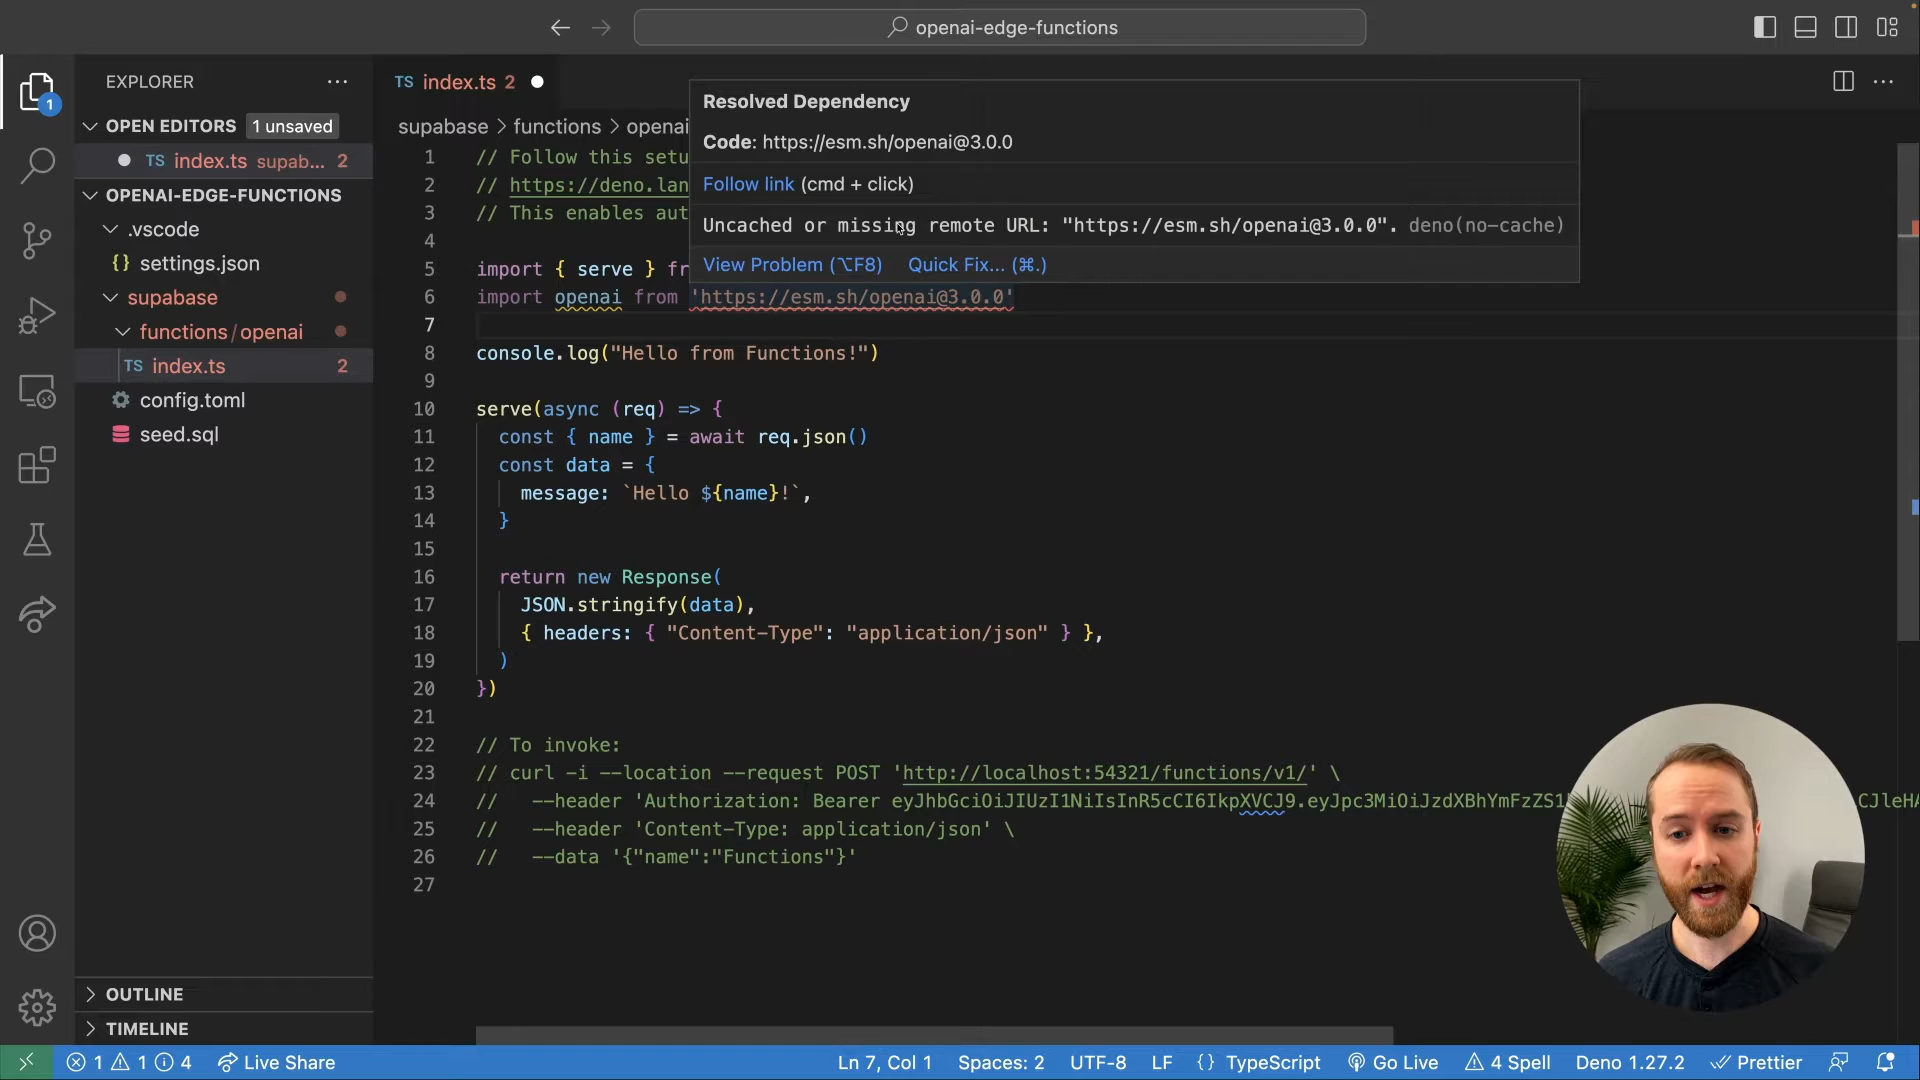 openai-edge-functions
EXPLORER
TS index.ts 2
1
OPEN EDITORS 1 unsaved
TS index.ts supab... 2
OPENAI-EDGE-FUNCTIONS
.vscode
{} settings.json
supabase
functions/openai
TS index.ts 2
config.toml
seed.sql
OUTLINE
TIMELINE
supabase > functions > openai
Resolved Dependency
Code: https://esm.sh/openai@3.0.0
Follow link (cmd + click)
Uncached or missing remote URL: "https://esm.sh/openai@3.0.0". deno(no-cache)
View Problem (⌥F8) Quick Fix... (⌘.)
1 // Follow this setu
2 // https://deno.lan
3 // This enables aut
4
5 import { serve } fr
6 import openai from 'https://esm.sh/openai@3.0.0'
7
8 console.log("Hello from Functions!")
9
10 serve(async (req) => {
11 const { name } = await req.json()
12 const data = {
13 message: `Hello ${name}!`,
14 }
15
16 return new Response(
17 JSON.stringify(data),
18 { headers: { "Content-Type": "application/json" } },
19 )
20 })
21
22 // To invoke:
23 // curl -i --location --request POST 'http://localhost:54321/functions/v1/' \
24 // --header 'Authorization: Bearer eyJhbGciOiJIUzI1NiIsInR5cCI6IkpXVCJ9.eyJpc3MiOiJzdXBhYmFzZS1 CJleHA
25 // --header 'Content-Type: application/json' \
26 // --data '{"name":"Functions"}'
27
1 1 4 Live Share Ln 7, Col 1 Spaces: 2 UTF-8 LF {} TypeScript Go Live 4 Spell Deno 1.27.2 Prettier